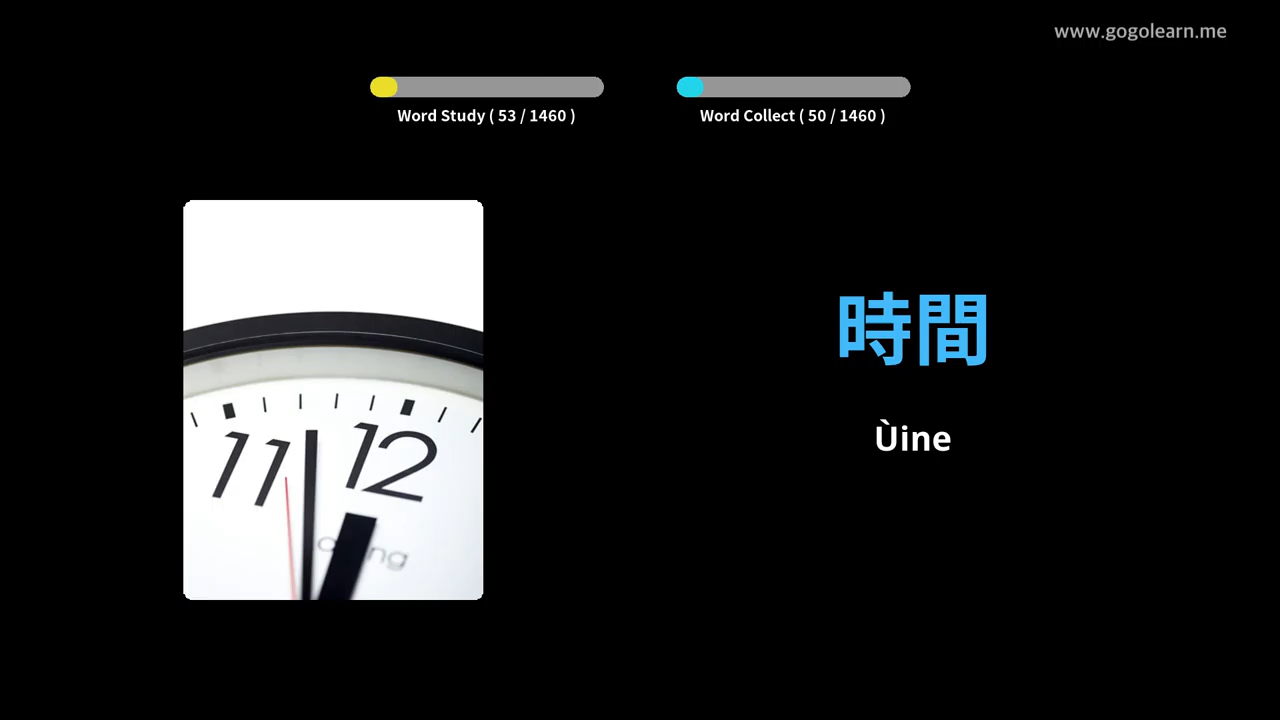 www.gogolearn.me
Word Study ( 53 / 1460 )
Word Collect ( 50 / 1460 )
11
12
時間
Ùine